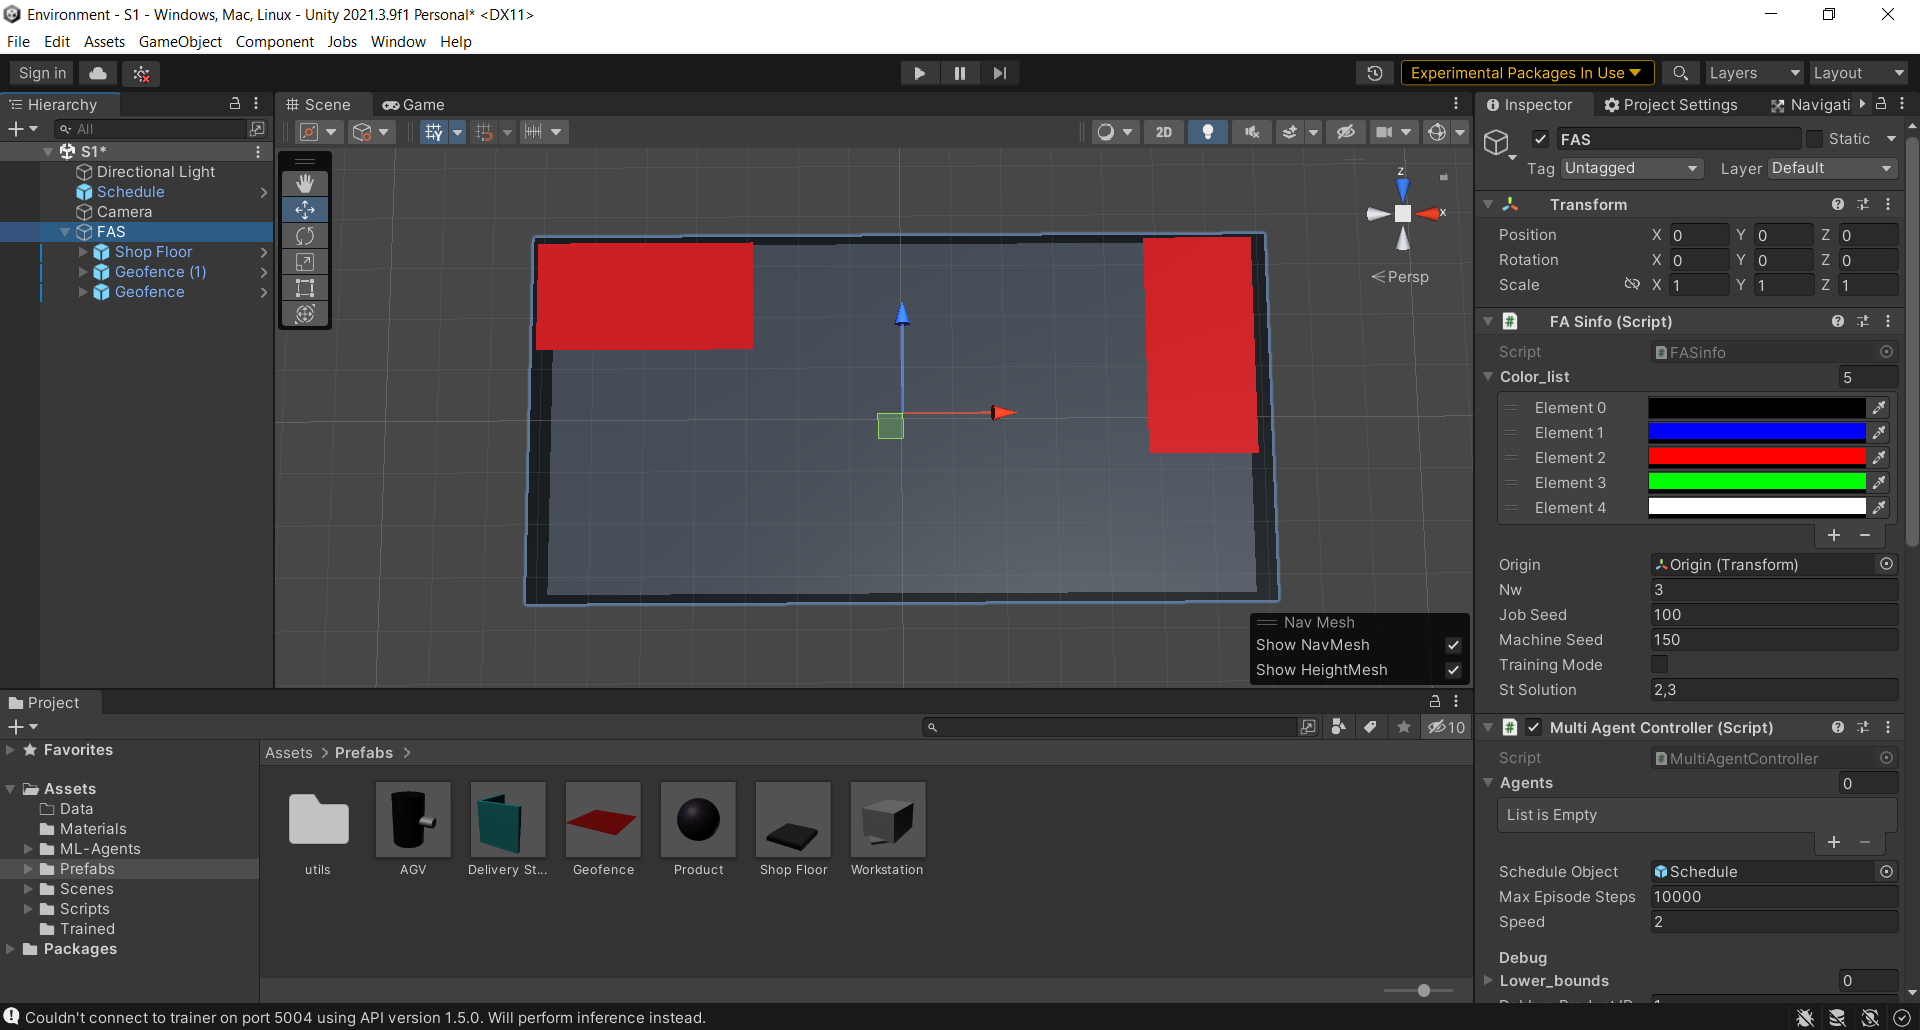 Environment - S1 - Windows, Mac, Linux - Unity 2021.3.9f1 Personal* <DX11>
File Edit Assets GameObject Component Jobs Window Help
Sign in
Experimental Packages In Use
Layers
Layout
Hierarchy
All
S1*
Directional Light
Schedule
Camera
FAS
Shop Floor
Geofence (1)
Geofence
Scene
Game
2D
Y
z
x
Persp
Nav Mesh
Show NavMesh
Show HeightMesh
Project
10
Favorites
Assets
Data
Materials
ML-Agents
Prefabs
Scenes
Scripts
Trained
Packages
Assets > Prefabs >
utils
AGV
Delivery St...
Geofence
Product
Shop Floor
Workstation
Inspector
Project Settings
Navigati
FAS
Static
Tag Untagged
Layer Default
Transform
Position X 0 Y 0 Z 0
Rotation X 0 Y 0 Z 0
Scale X 1 Y 1 Z 1
FA Sinfo (Script)
Script FASinfo
Color_list 5
Element 0
Element 1
Element 2
Element 3
Element 4
Origin Origin (Transform)
Nw 3
Job Seed 100
Machine Seed 150
Training Mode
St Solution 2,3
Multi Agent Controller (Script)
Script MultiAgentController
Agents 0
List is Empty
Schedule Object Schedule
Max Episode Steps 10000
Speed 2
Debug
Lower_bounds 0
Couldn't connect to trainer on port 5004 using API version 1.5.0. Will perform inference instead.